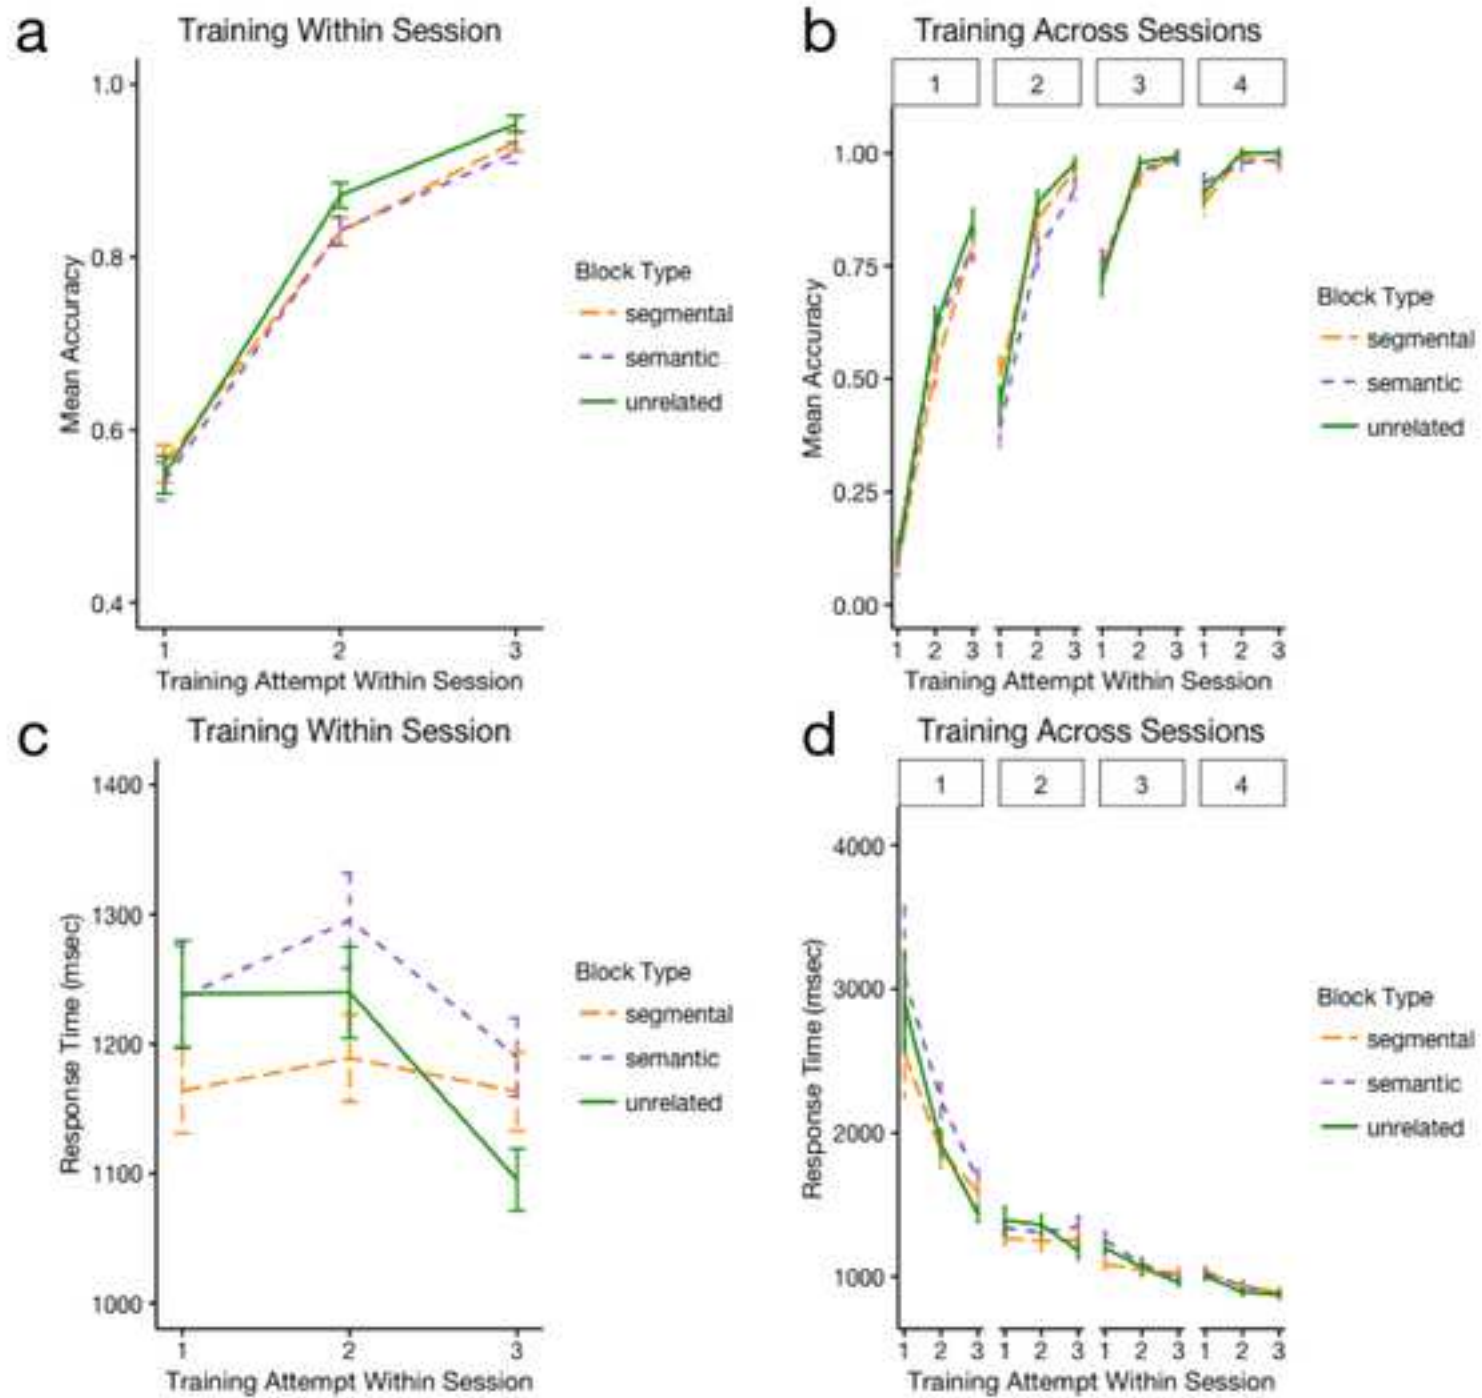 a
Training Within Session
1.0
0.8
0.6
0.4
Mean Accuracy
1 2 3
Training Attempt Within Session
Block Type
segmental
semantic
unrelated
b
Training Across Sessions
1 2 3 4
1.00
0.75
0.50
0.25
0.00
Mean Accuracy
1 2 3 1 2 3 1 2 3 1 2 3
Training Attempt Within Session
Block Type
segmental
semantic
unrelated
c
Training Within Session
1400
1300
1200
1100
1000
Response Time (msec)
1 2 3
Training Attempt Within Session
Block Type
segmental
semantic
unrelated
d
Training Across Sessions
1 2 3 4
4000
3000
2000
1000
Response Time (msec)
1 2 3 1 2 3 1 2 3 1 2 3
Training Attempt Within Session
Block Type
segmental
semantic
unrelated